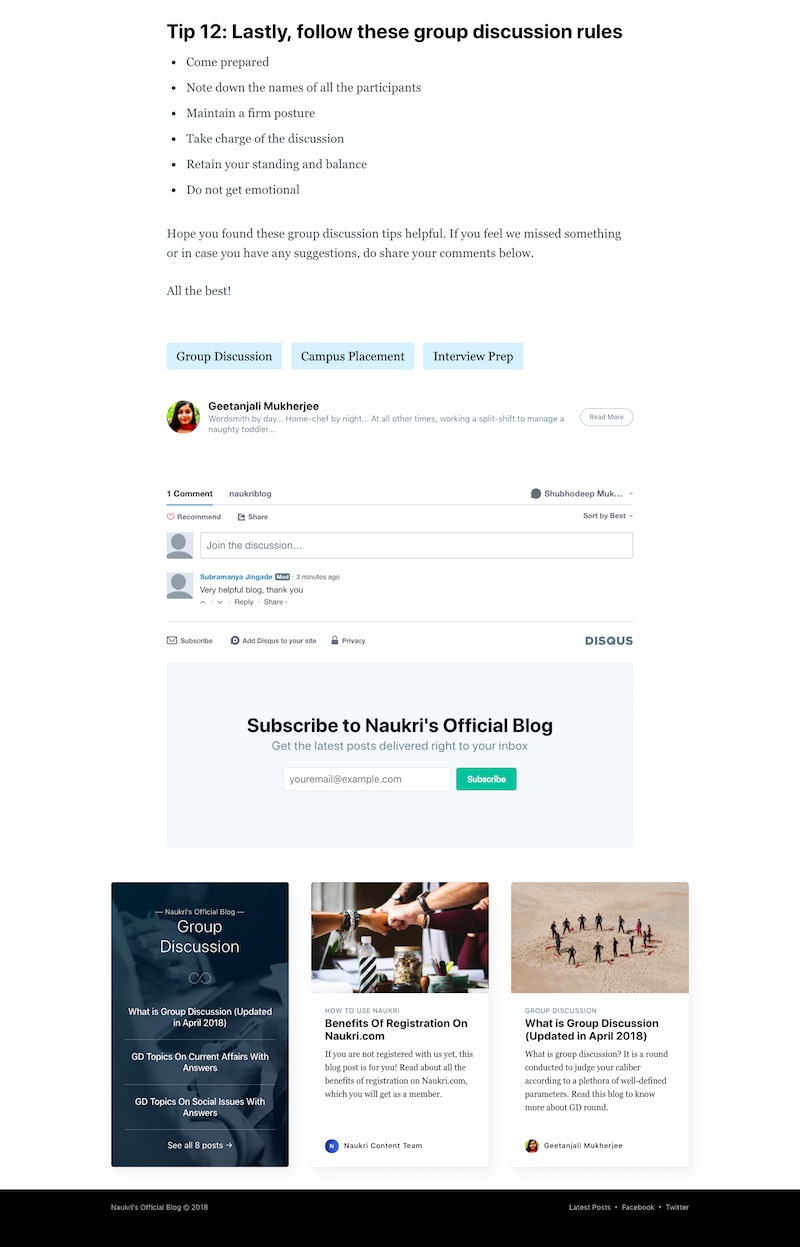 Tip 12: Lastly, follow these group discussion rules
• Come prepared
• Note down the names of all the participants
• Maintain a firm posture
• Take charge of the discussion
• Retain your standing and balance
• Do not get emotional
Hope you found these group discussion tips helpful. If you feel we missed something
or in case you have any suggestions, do share your comments below.
All the best!
Group Discussion
Campus Placement
Interview Prep
Geetanjali Mukherjee
Wordsmith by day... Home-chef by night... At all other times, working a split-shift to manage a
naughty toddler...
Read More
1 Comment
naukriblog
Shubhodeep Muk...
Recommend
Share
Sort by Best
Join the discussion...
Subramanya Jingade Mod · 3 minutes ago
Very helpful blog, thank you
Reply · Share ›
Subscribe
D Add Disqus to your site
Privacy
DISQUS
Subscribe to Naukri's Official Blog
Get the latest posts delivered right to your inbox
youremail@example.com
Subscribe
— Naukri's Official Blog —
Group
Discussion
What is Group Discussion (Updated
in April 2018)
GD Topics On Current Affairs With
Answers
GD Topics On Social Issues With
Answers
See all 8 posts →
HOW TO USE NAUKRI
Benefits Of Registration On
Naukri.com
If you are not registered with us yet, this
blog post is for you! Read about all the
benefits of registration on Naukri.com,
which you will get as a member.
N Naukri Content Team
GROUP DISCUSSION
What is Group Discussion
(Updated in April 2018)
What is group discussion? It is a round
conducted to judge your caliber
according to a plethora of well-defined
parameters. Read this blog to know
more about GD round.
Geetanjali Mukherjee
Naukri's Official Blog © 2018
Latest Posts • Facebook • Twitter